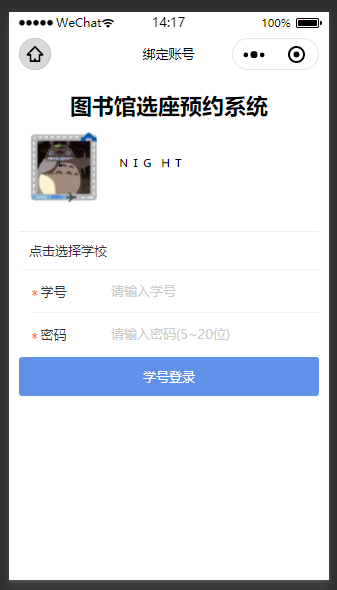 ●●●●● WeChat 14:17 100%
绑定账号
图书馆选座预约系统
N I G H T
点击选择学校
*学号 请输入学号
*密码 请输入密码(5~20位)
学号登录